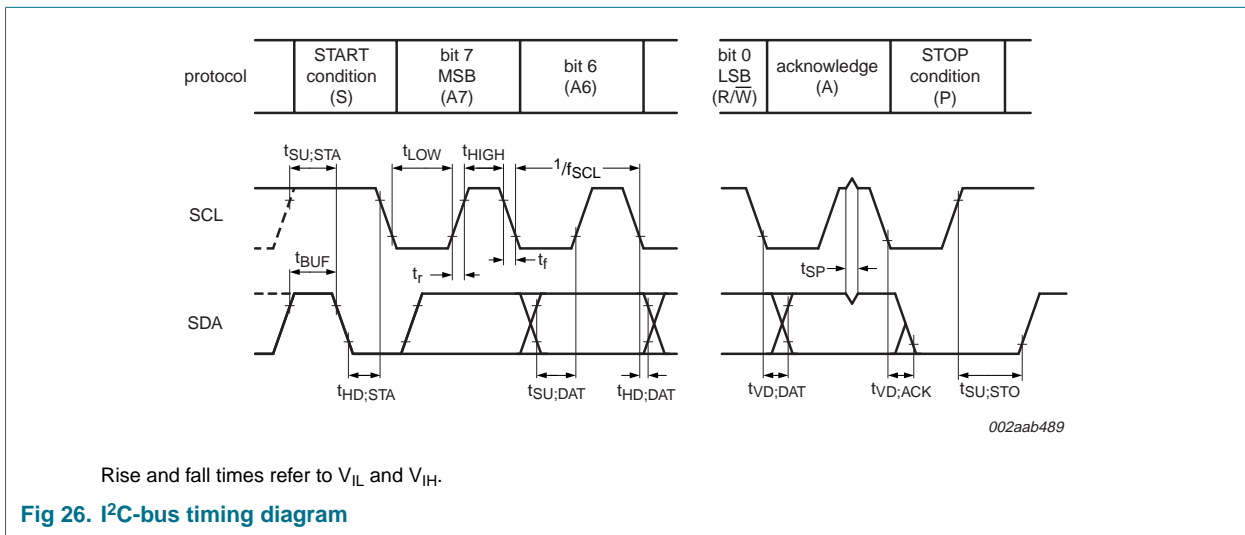 protocol
START
condition
(S)
bit 7
MSB
(A7)
bit 6
(A6)
bit 0
LSB
(R/W̅)
acknowledge
(A)
STOP
condition
(P)
tSU;STA
tLOW
tHIGH
1/fSCL
SCL
tBUF
tr
tf
tSP
SDA
tHD;STA
tSU;DAT
tHD;DAT
tVD;DAT
tVD;ACK
tSU;STO
002aab489
Rise and fall times refer to VIL and VIH.
Fig 26. I²C-bus timing diagram